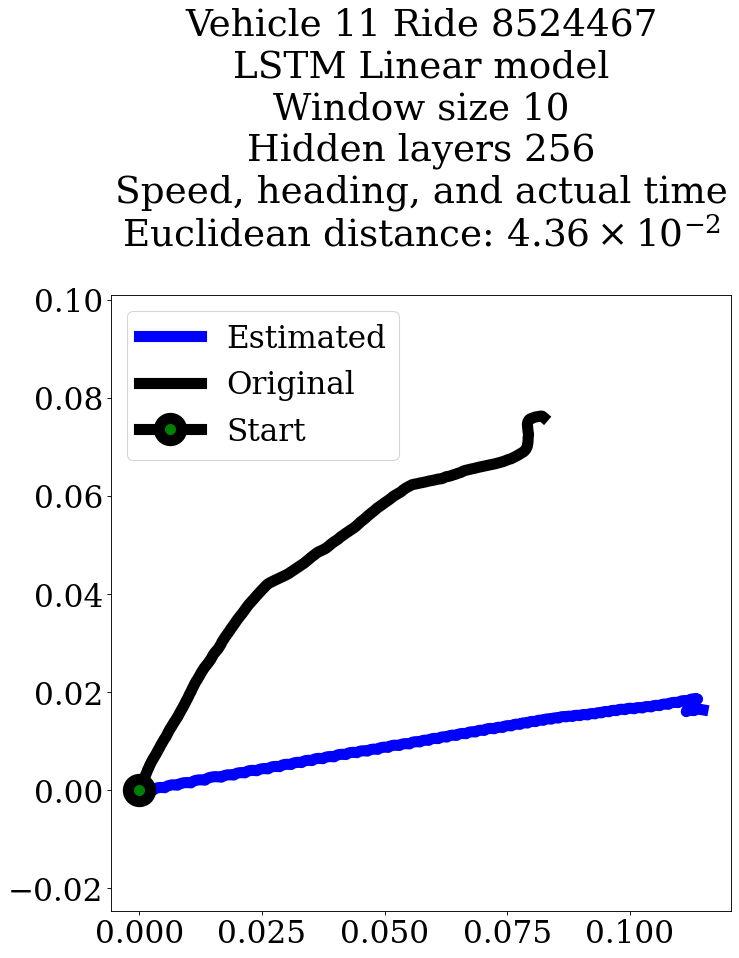 Vehicle 11 Ride 8524467
LSTM Linear model
Window size 10
Hidden layers 256
Speed, heading, and actual time
Euclidean distance: 4.36 × 10⁻²
0.10
0.08
0.06
0.04
0.02
0.00
−0.02
Estimated
Original
Start
0.000 0.025 0.050 0.075 0.100